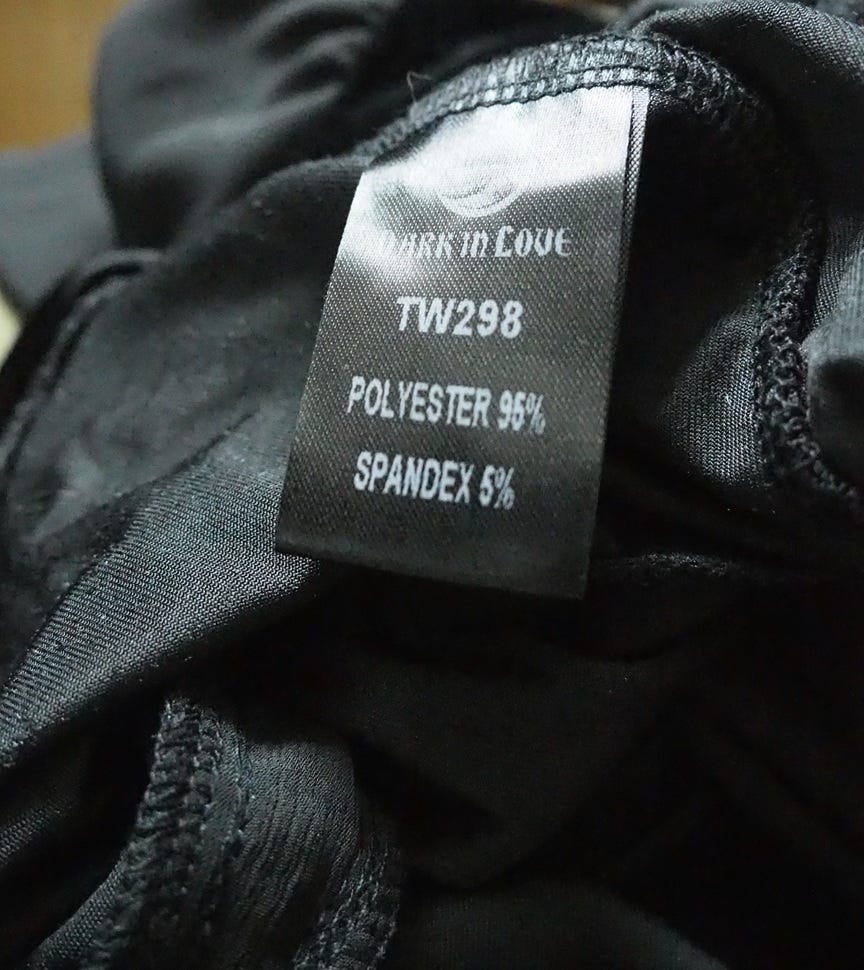 DARK IN LOVE
TW298
POLYESTER 95%
SPANDEX 5%